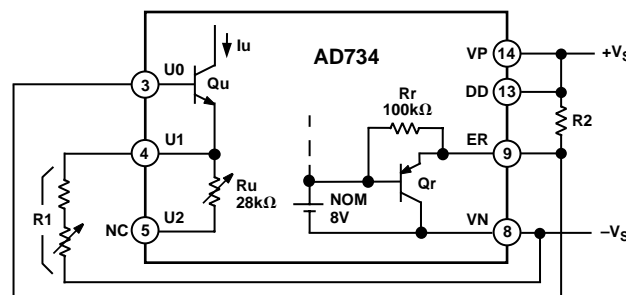 AD734
Iu
U0
3
Qu
U1
4
Ru
28kΩ
R1
U2
NC
5
Rr
100kΩ
Qr
NOM
8V
VP
14
+VS
DD
13
R2
ER
9
VN
8
–VS